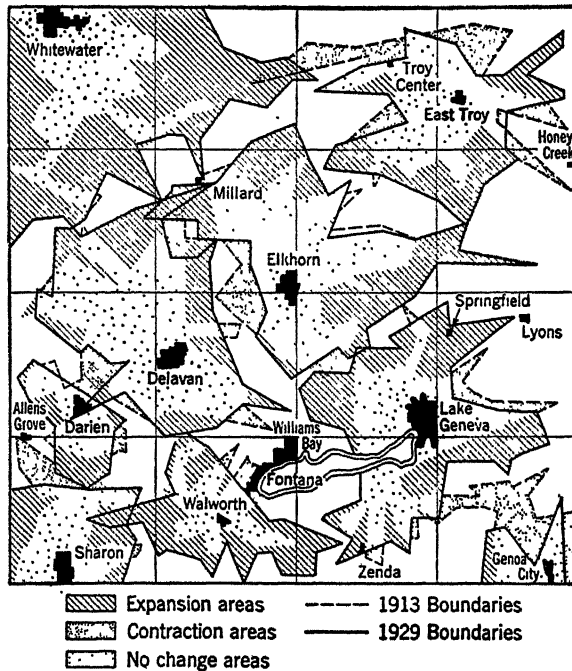 Whitewater
Troy
Center
East Troy
Honey
Creek
Millard
Elkhorn
Springfield
Lyons
Delavan
Lake
Geneva
Allens
Grove
Darien
Williams
Bay
Fontana
Walworth
Sharon
Zenda
Genoa
City
Expansion areas
1913 Boundaries
Contraction areas
1929 Boundaries
No change areas